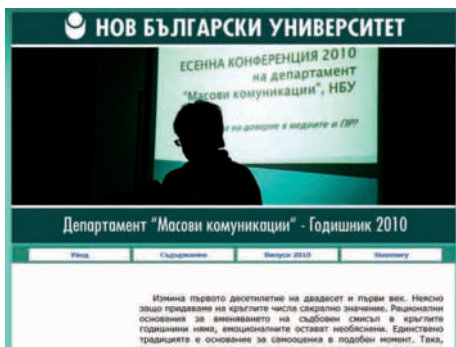 НОВ БЪЛГАРСКИ УНИВЕРСИТЕТ
ЕСЕННА КОНФЕРЕНЦИЯ 2010
на департамент
"Масови комуникации", НБУ
на доверие в медиите и ПР?
Департамент "Масови комуникации" - Годишник 2010
Увод
Съдържание
Випуск 2010
Summary
Измина първото десетилетие на двадесет и първи век. Неясно
защо придаваме на кръглите числа сакрално значение. Рационални
основания за вменяването на съдбовен смисъл в кръглите
годишнини няма, емоционалните остават необяснени. Единствено
традицията е основание за самооценка в подобен момент. Така,